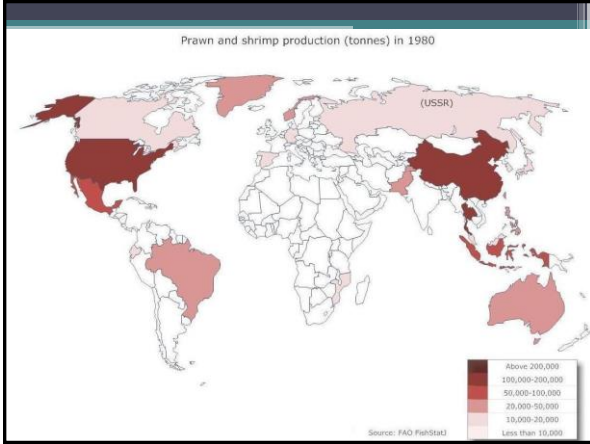 Prawn and shrimp production (tonnes) in 1980
(USSR)
Above 200,000
100,000-200,000
50,000-100,000
20,000-50,000
10,000-20,000
Less than 10,000
Source: FAO FishStatJ